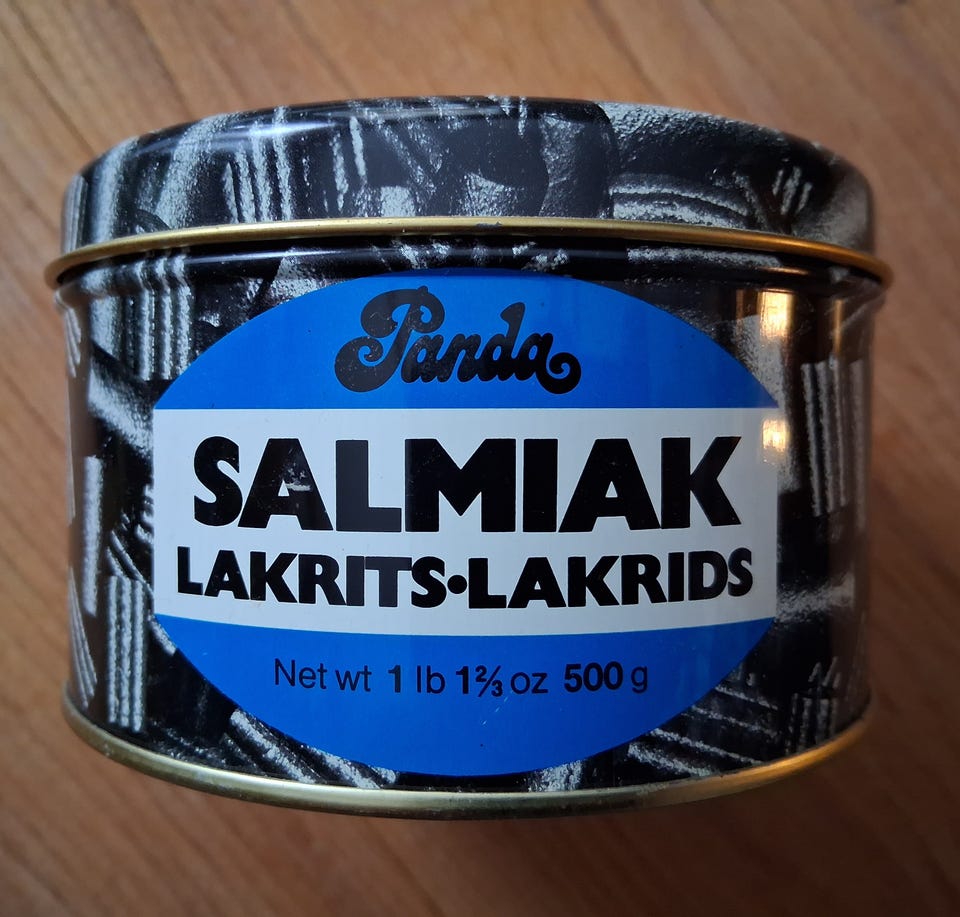 Panda
SALMIAK
LAKRITS•LAKRIDS
Net wt 1 lb 1⅔ oz 500 g